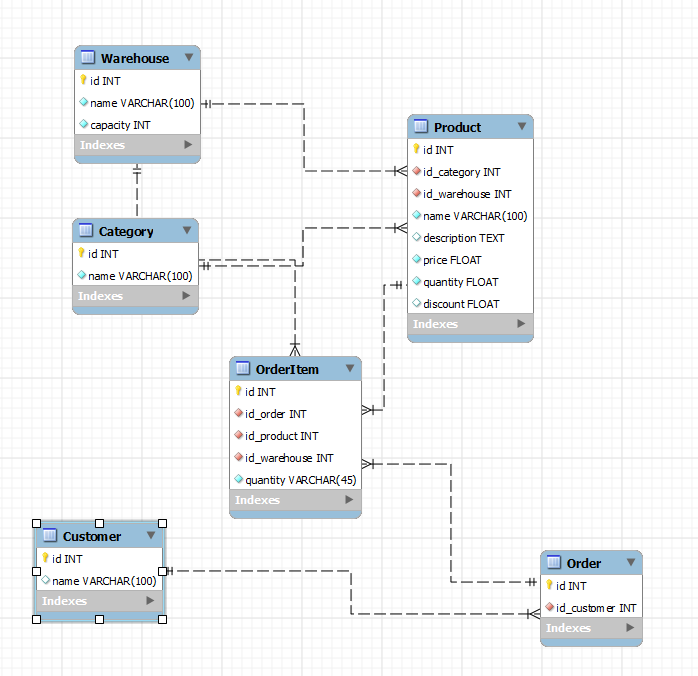 Warehouse
id INT
name VARCHAR(100)
capacity INT
Indexes
Product
id INT
id_category INT
id_warehouse INT
name VARCHAR(100)
description TEXT
price FLOAT
quantity FLOAT
discount FLOAT
Indexes
Category
id INT
name VARCHAR(100)
Indexes
OrderItem
id INT
id_order INT
id_product INT
id_warehouse INT
quantity VARCHAR(45)
Indexes
Customer
id INT
name VARCHAR(100)
Indexes
Order
id INT
id_customer INT
Indexes